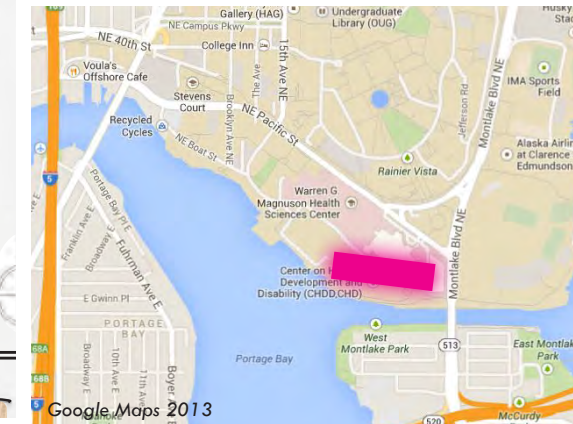 Gallery (HAG)
Undergraduate
Library (OUG)
Husky
NE Campus Pkwy
NE 40th St
College Inn
15th Ave NE
The Ave
Voula's
Offshore Cafe
Stevens
Court
Brooklyn Ave NE
NE Pacific St
Jefferson Rd
Montlake Blvd NE
IMA Sports
Field
Recycled
Cycles
NE Boat St
Rainier Vista
Alaska Airlin
at Clarence
Edmundson
5
Portage Bay Pl E
Fuhrman Ave E
Franklin Ave E
Broadway E
Warren G.
Magnuson Health
Sciences Center
Center on H
Development and
Disability (CHDD,CHD)
Montlake Blvd NE
E Gwinn Pl
PORTAGE
BAY
Broadway E
10th Ave E
11th Ave
Boyer Ave E
Portage Bay
West
Montlake Park
513
East Montlak
Park
68A
68B
5
Google Maps 2013
520
McCurdy